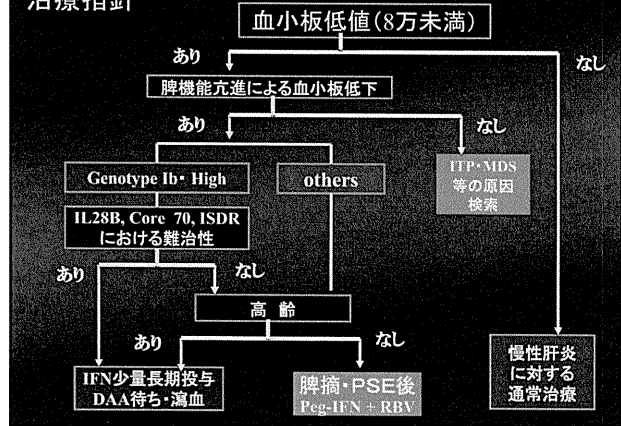 治療指針
血小板低値(8万未満)
あり
なし
脾機能亢進による血小板低下
あり
なし
Genotype Ib・High
others
ITP・MDS
等の原因
検索
IL28B, Core 70, ISDR
における難治性
あり
なし
高 齢
あり
なし
IFN少量長期投与
DAA待ち・瀉血
脾摘・PSE後
Peg-IFN + RBV
慢性肝炎
に対する
通常治療